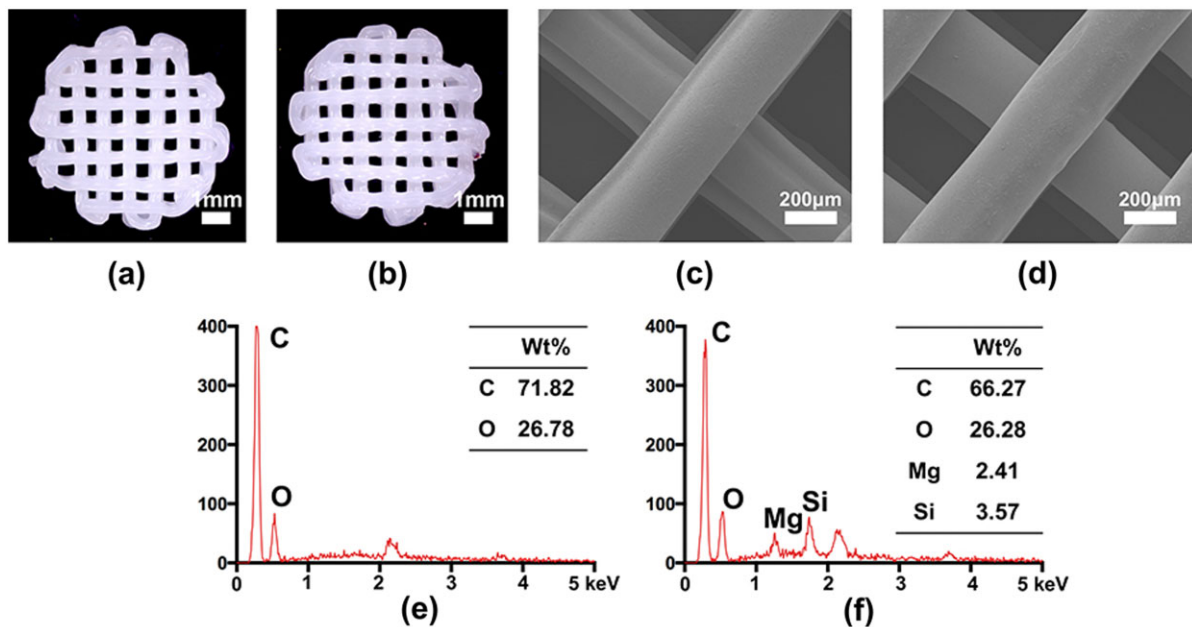 1mm
1mm
200μm
200μm
(a)
(b)
(c)
(d)
400
300
200
100
0
0
1
2
3
4
5 keV
C
O
Wt%
C 71.82
O 26.78
(e)
400
300
200
100
0
0
1
2
3
4
5 keV
C
O
Mg
Si
Wt%
C 66.27
O 26.28
Mg 2.41
Si 3.57
(f)